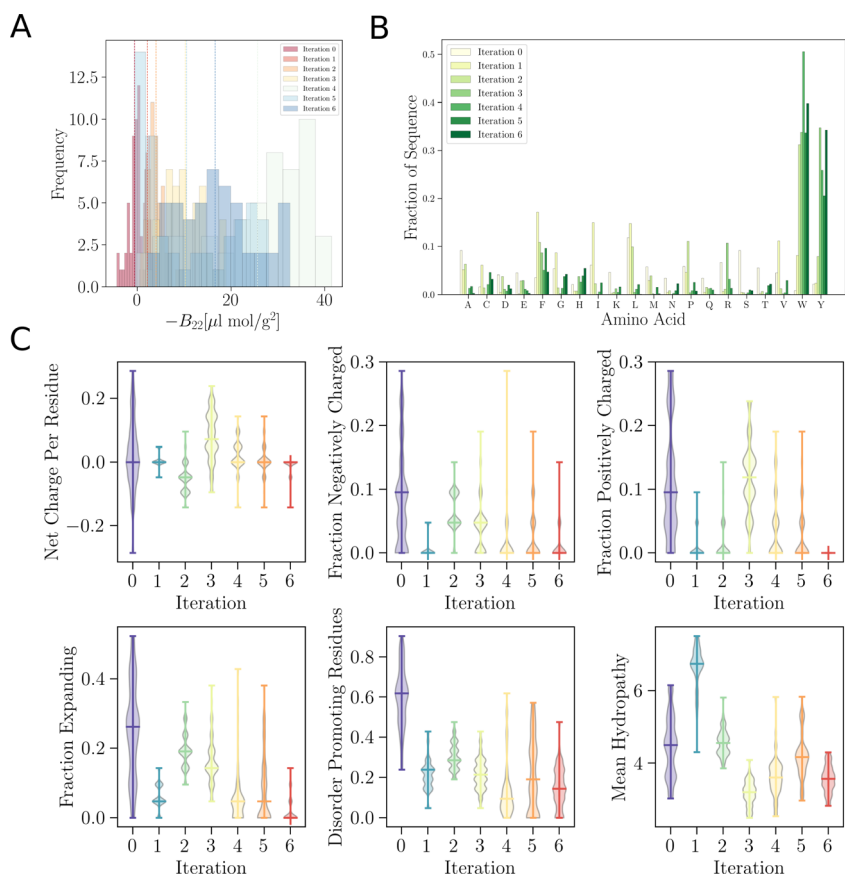 A
12.5
10.0
7.5
5.0
2.5
0.0
Frequency
0
20
40
−B₂₂[μl mol/g²]
Iteration 0
Iteration 1
Iteration 2
Iteration 3
Iteration 4
Iteration 5
Iteration 6
B
0.5
0.4
0.3
0.2
0.1
0.0
Fraction of Sequence
Iteration 0
Iteration 1
Iteration 2
Iteration 3
Iteration 4
Iteration 5
Iteration 6
A C D E F G H I K L M N P Q R S T V W Y
Amino Acid
C
Net Charge Per Residue
0.2
0.0
−0.2
0 1 2 3 4 5 6
Iteration
Fraction Negatively Charged
0.3
0.2
0.1
0.0
0 1 2 3 4 5 6
Iteration
Fraction Positively Charged
0.3
0.2
0.1
0.0
0 1 2 3 4 5 6
Iteration
Fraction Expanding
0.4
0.2
0.0
0 1 2 3 4 5 6
Iteration
Disorder Promoting Residues
0.8
0.6
0.4
0.2
0.0
0 1 2 3 4 5 6
Iteration
Mean Hydropathy
6
4
0 1 2 3 4 5 6
Iteration